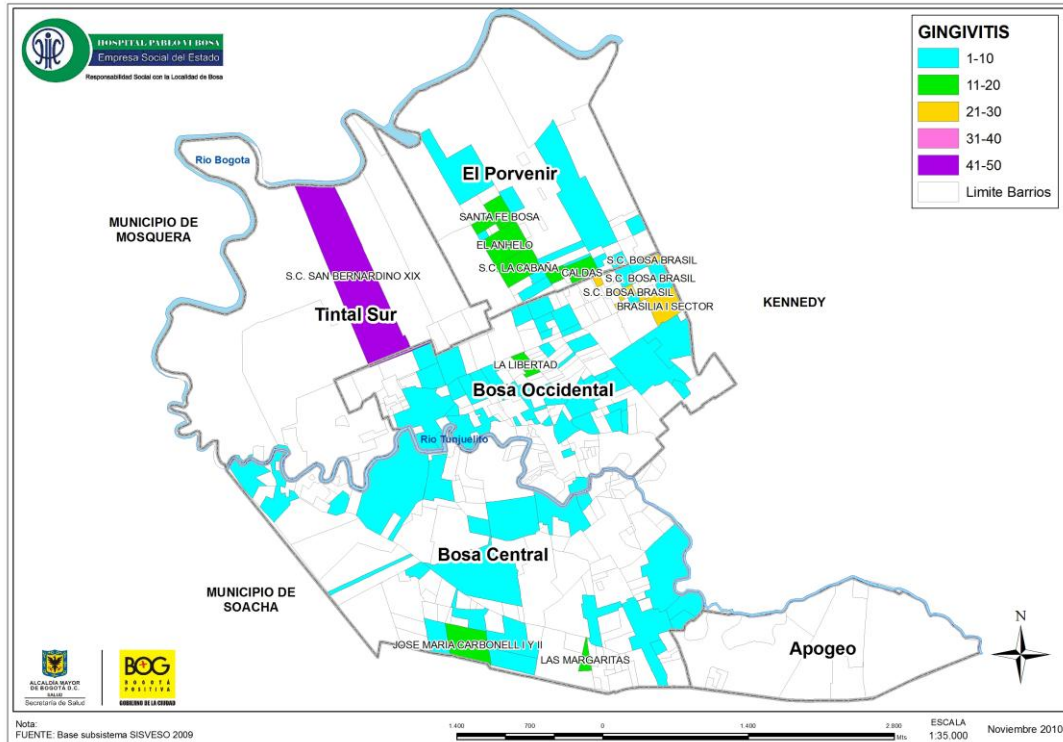 HOSPITAL PABLO VI BOSA
Empresa Social del Estado
Responsabilidad Social con la Localidad de Bosa
GINGIVITIS
1-10
11-20
21-30
31-40
41-50
Limite Barrios
Rio Bogota
MUNICIPIO DE
MOSQUERA
El Porvenir
SANTA FE BOSA
EL ANHELO
S.C. LA CABAÑA
CALDAS
S.C. BOSA BRASIL
S.C. BOSA BRASIL
S.C. BOSA BRASIL
BRASILIA I SECTOR
KENNEDY
S.C. SAN BERNARDINO XIX
Tintal Sur
LA LIBERTAD
Bosa Occidental
Rio Tunjuelito
Bosa Central
MUNICIPIO DE
SOACHA
JOSE MARIA CARBONELL I Y II
LAS MARGARITAS
Apogeo
N
ALCALDÍA MAYOR
DE BOGOTÁ D.C.
SALUD
Secretaría de Salud
BOG
BOGOTÁ
POSITIVA
GOBIERNO DE LA CIUDAD
Nota:
FUENTE: Base subsistema SISVESO 2009
1.400 700 0 1.400 2.800
Mts.
ESCALA
1:35.000
Noviembre 2010